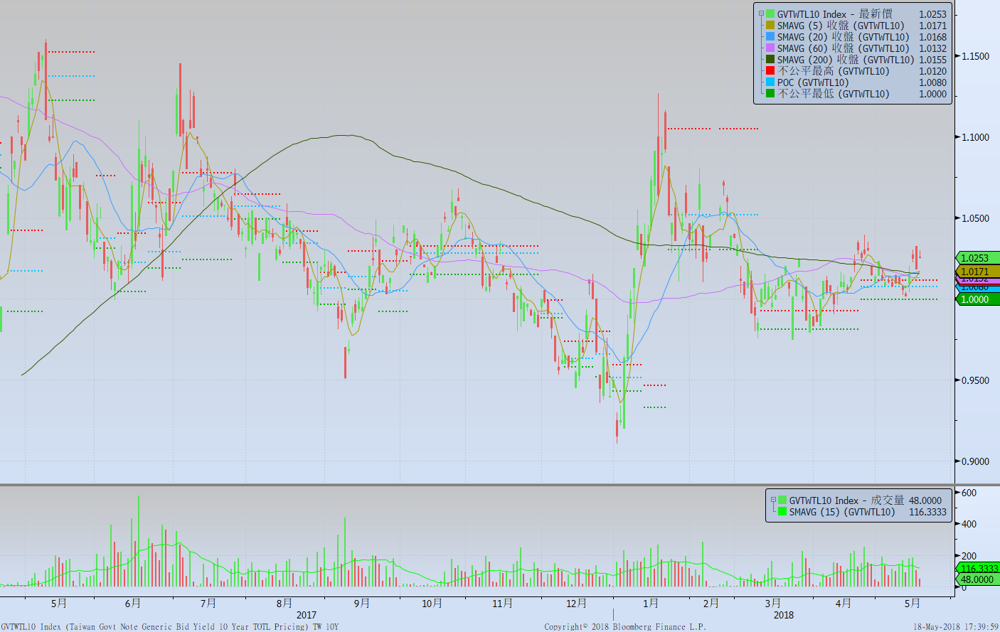 GVTWTL10 Index - 最新價 1.0253
SMAVG (5) 收盤 (GVTWTL10) 1.0171
SMAVG (20) 收盤 (GVTWTL10) 1.0168
SMAVG (60) 收盤 (GVTWTL10) 1.0132
SMAVG (200) 收盤 (GVTWTL10) 1.0155
不公平最高 (GVTWTL10) 1.0120
POC (GVTWTL10) 1.0080
不公平最低 (GVTWTL10) 1.0000
1.1500
1.1000
1.0500
1.0253
1.0171
1.0132
1.0080
1.0000
0.9500
0.9000
GVTWTL10 Index - 成交量 48.0000
SMAVG (15) (GVTWTL10) 116.3333
600
400
200
116.3333
48.0000
0
5月 6月 7月 8月 9月 10月 11月 12月 1月 2月 3月 4月 5月
2017 2018
GVTWTL10 Index (Taiwan Govt Note Generic Bid Yield 10 Year TOTL Pricing) TW 10Y Copyright© 2018 Bloomberg Finance L.P. 18-May-2018 17:39:59